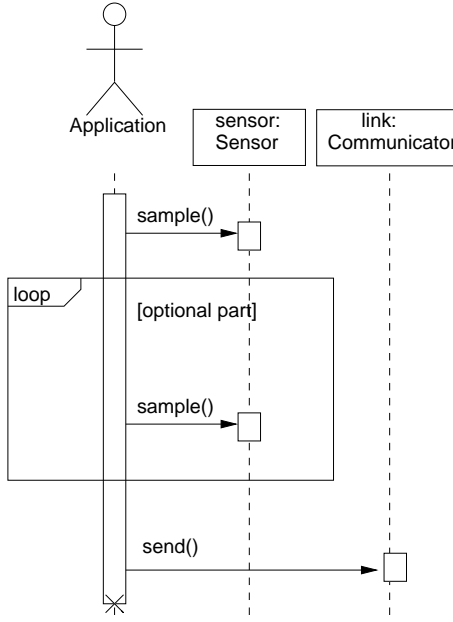 Application
sensor:
Sensor
link:
Communicator
sample()
loop
[optional part]
sample()
send()